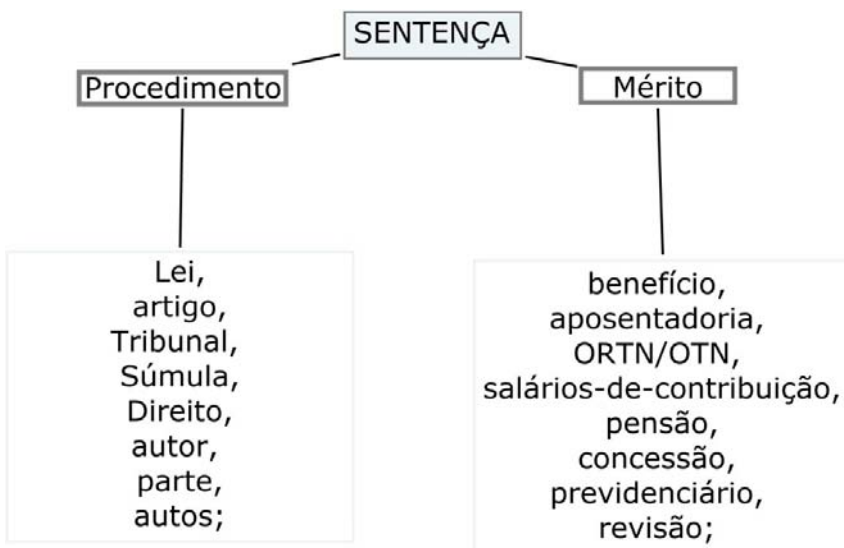 SENTENÇA
Procedimento
Mérito
Lei,
artigo,
Tribunal,
Súmula,
Direito,
autor,
parte,
autos;
benefício,
aposentadoria,
ORTN/OTN,
salários-de-contribuição,
pensão,
concessão,
previdenciário,
revisão;